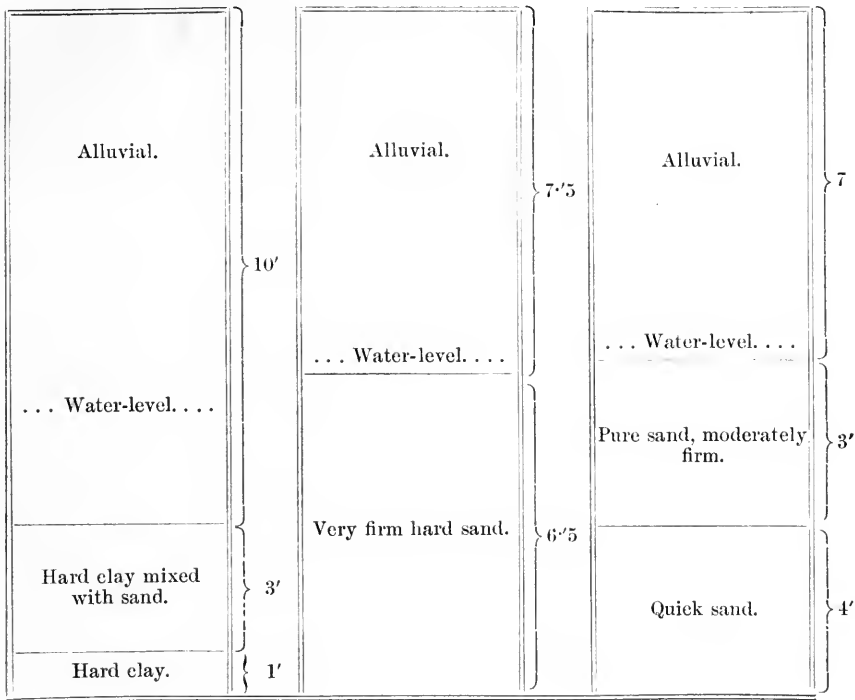 Alluvial.
10'
... Water-level....
Hard clay mixed
with sand.
3'
Hard clay.
1'
Alluvial.
7·'5
... Water-level....
Very firm hard sand.
6·'5
Alluvial.
7
... Water-level....
Pure sand, moderately
firm.
3'
Quick sand.
4'